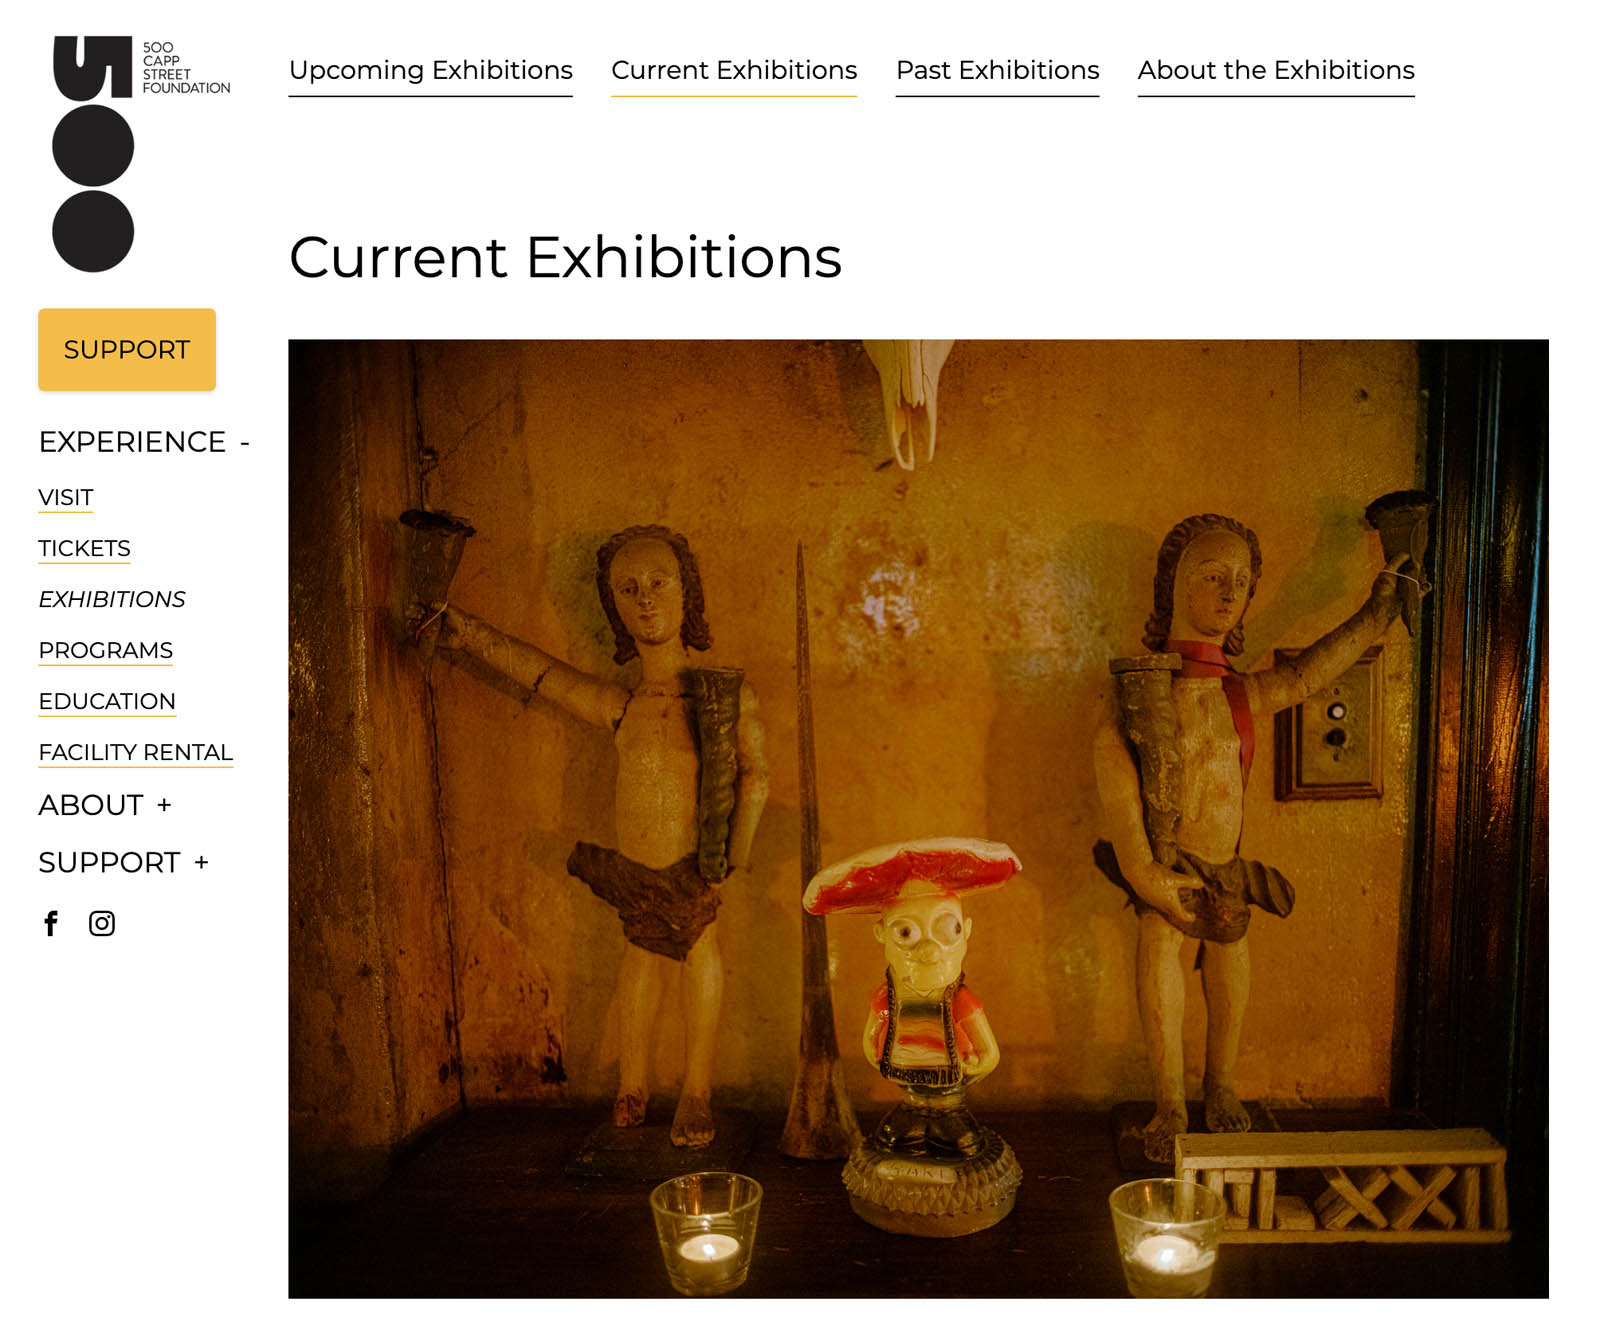 500
500
CAPP
STREET
FOUNDATION
Upcoming Exhibitions
Current Exhibitions
Past Exhibitions
About the Exhibitions
Current Exhibitions
SUPPORT
EXPERIENCE -
VISIT
TICKETS
EXHIBITIONS
PROGRAMS
EDUCATION
FACILITY RENTAL
ABOUT +
SUPPORT +